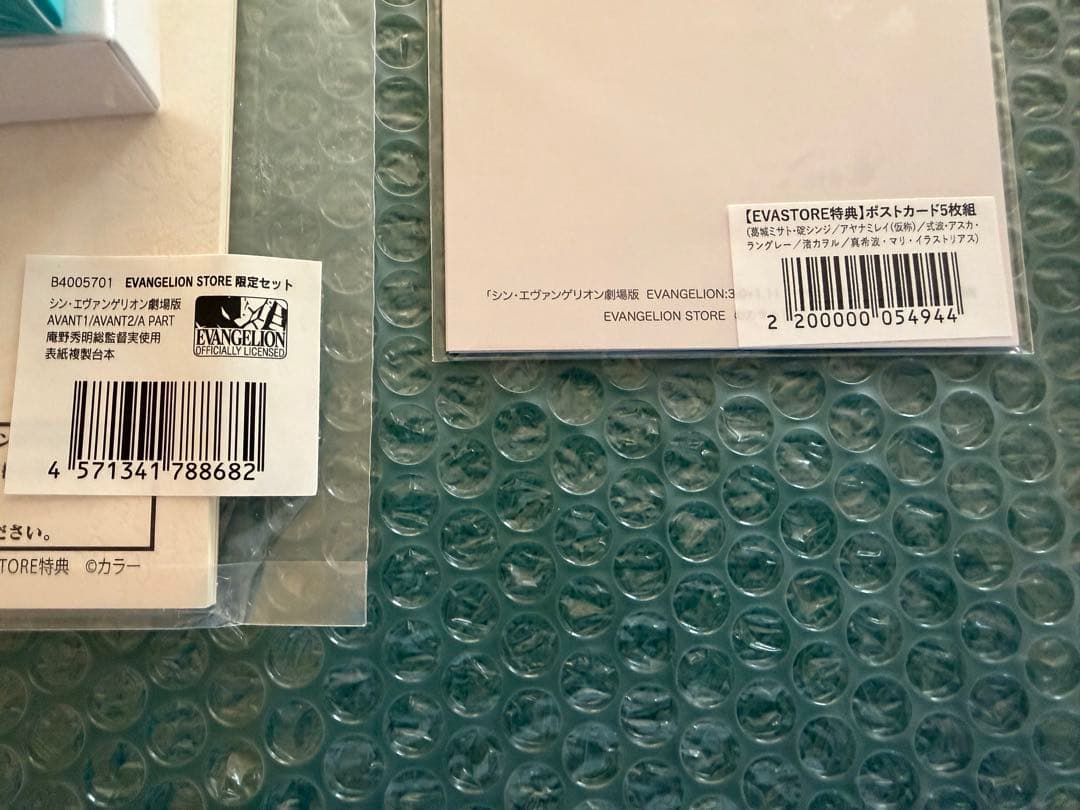 B4005701 EVANGELION STORE 限定セット
シン・エヴァンゲリオン劇場版
AVANT1/AVANT2/A PART
庵野秀明総監督実使用
表紙複製台本
EVANGELION
OFFICIALLY LICENSED
4 571341 788682
ださい。
TORE特典 ©カラー
【EVASTORE特典】ポストカード5枚組
(葛城ミサト・碇シンジ/アヤナミレイ(仮称)/式波・アスカ・
ラングレー/渚カヲル/真希波・マリ・イラストリアス)
2 200000 054944
「シン・エヴァンゲリオン劇場版 EVANGELION:3
EVANGELION STORE